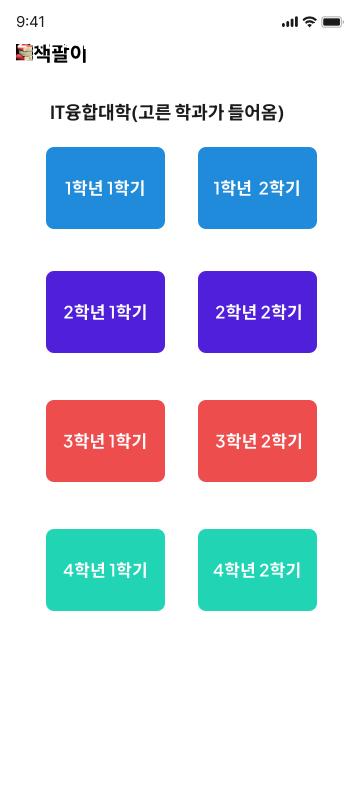 9:41
책팔이
IT융합대학(고른 학과가 들어옴)
1학년 1학기 1학년 2학기
2학년 1학기 2학년 2학기
3학년 1학기 3학년 2학기
4학년 1학기 4학년 2학기